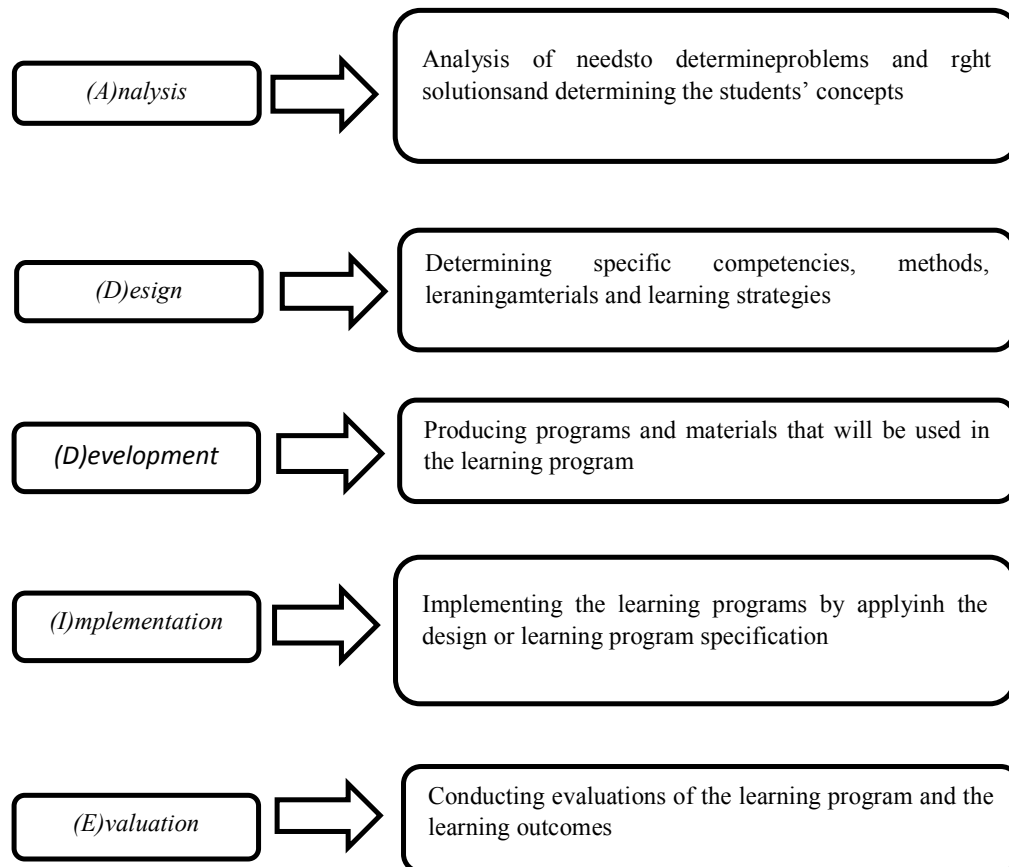 (A)nalysis
Analysis of needsto determineproblems and rght
solutionsand determining the students’ concepts
(D)esign
Determining specific competencies, methods,
leraningamterials and learning strategies
(D)evelopment
Producing programs and materials that will be used in
the learning program
(I)mplementation
Implementing the learning programs by applyinh the
design or learning program specification
(E)valuation
Conducting evaluations of the learning program and the
learning outcomes